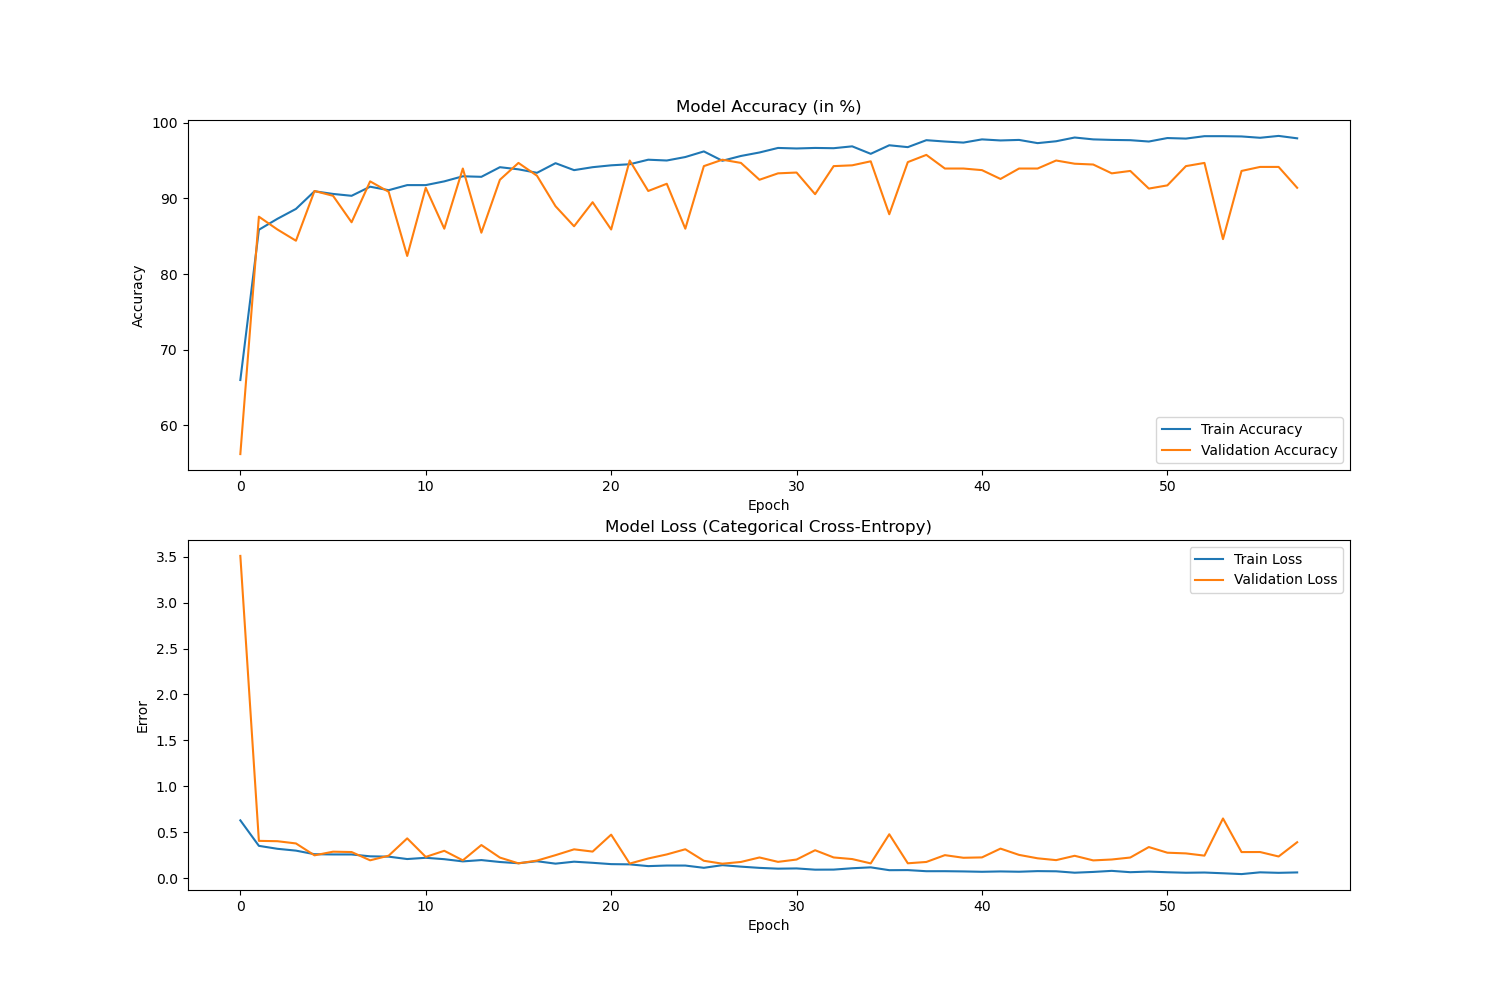 Model Accuracy (in %)
100
90
80
70
60
Accuracy
Train Accuracy
Validation Accuracy
0 10 20 30 40 50
Epoch
Model Loss (Categorical Cross-Entropy)
3.5
3.0
2.5
2.0
1.5
1.0
0.5
0.0
Error
Train Loss
Validation Loss
0 10 20 30 40 50
Epoch